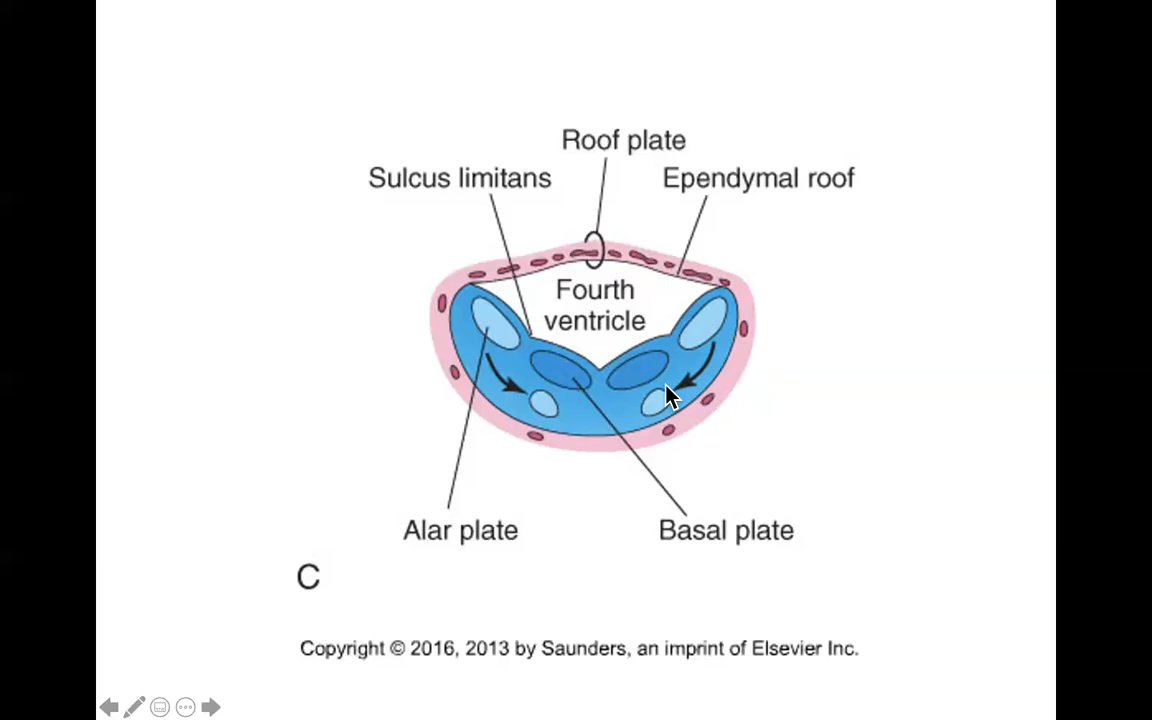 Roof plate
Sulcus limitans
Ependymal roof
Fourth
ventricle
Alar plate
Basal plate
C
Copyright © 2016, 2013 by Saunders, an imprint of Elsevier Inc.